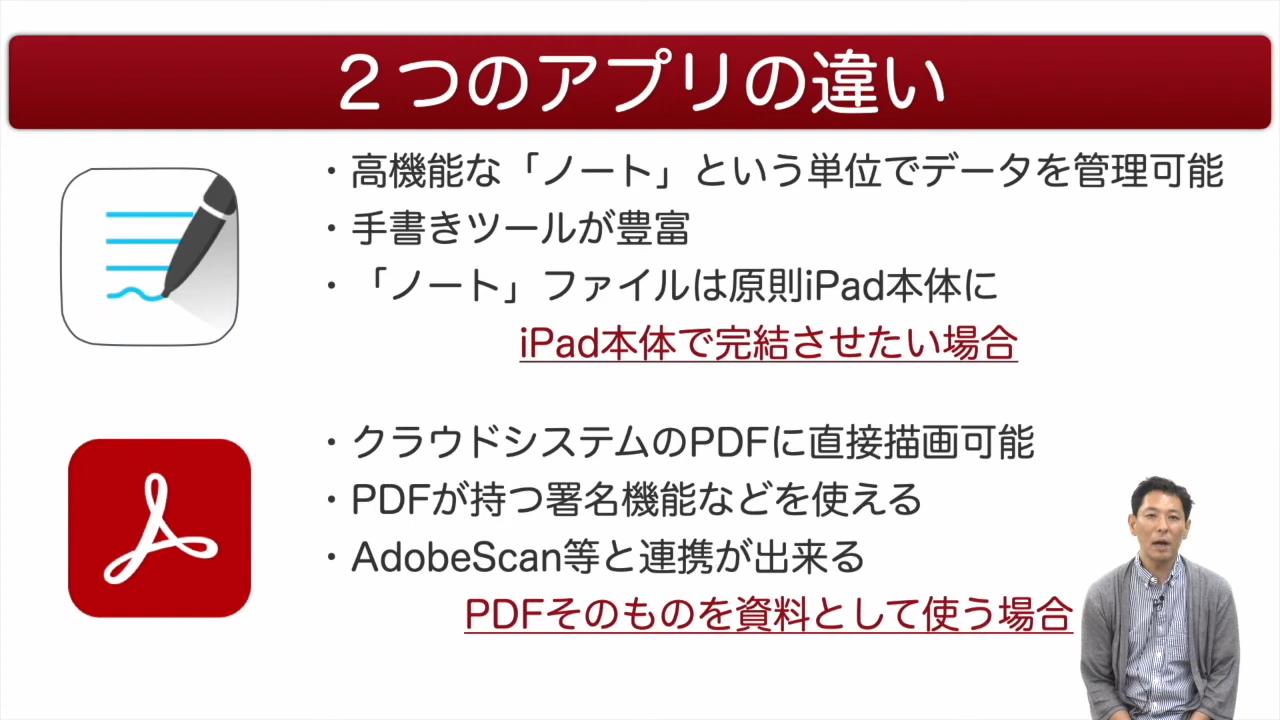 ２つのアプリの違い
・高機能な「ノート」という単位でデータを管理可能
・手書きツールが豊富
・「ノート」ファイルは原則iPad本体に
iPad本体で完結させたい場合
・クラウドシステムのPDFに直接描画可能
・PDFが持つ署名機能などを使える
・AdobeScan等と連携が出来る
PDFそのものを資料として使う場合